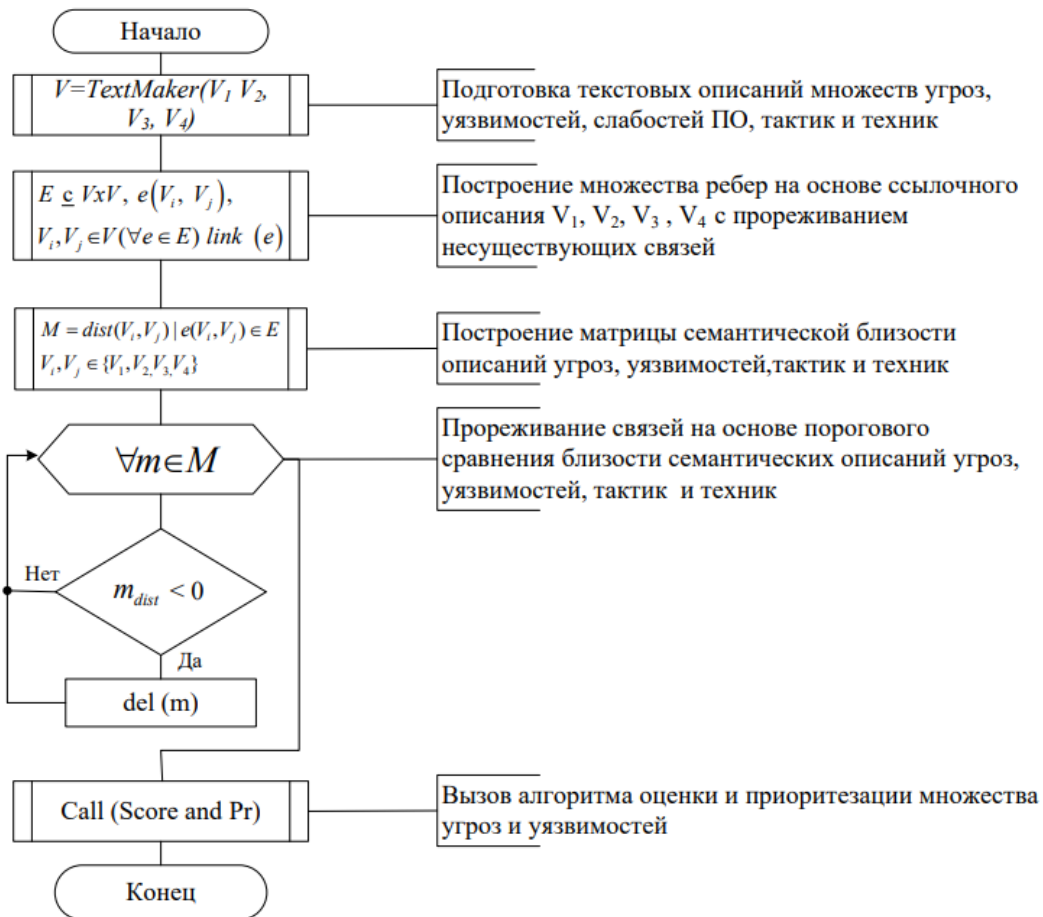 Начало
V=TextMaker(V₁ V₂,
V₃, V₄)
Подготовка текстовых описаний множеств угроз,
уязвимостей, слабостей ПО, тактик и техник
E c VxV, e(Vᵢ, Vⱼ),
Vᵢ,Vⱼ ∈V(∀e ∈ E) link (e)
Построение множества ребер на основе ссылочного
описания V₁, V₂, V₃ , V₄ с прореживанием
несуществующих связей
M = dist(Vᵢ,Vⱼ) | e(Vᵢ,Vⱼ) ∈ E
Vᵢ,Vⱼ ∈ {V₁,V₂,V₃,V₄}
Построение матрицы семантической близости
описаний угроз, уязвимостей,тактик и техник
∀m∈M
Прореживание связей на основе порогового
сравнения близости семантических описаний угроз,
уязвимостей, тактик и техник
Нет
m_dist < 0
Да
del (m)
Call (Score and Pr)
Вызов алгоритма оценки и приоритезации множества
угроз и уязвимостей
Конец